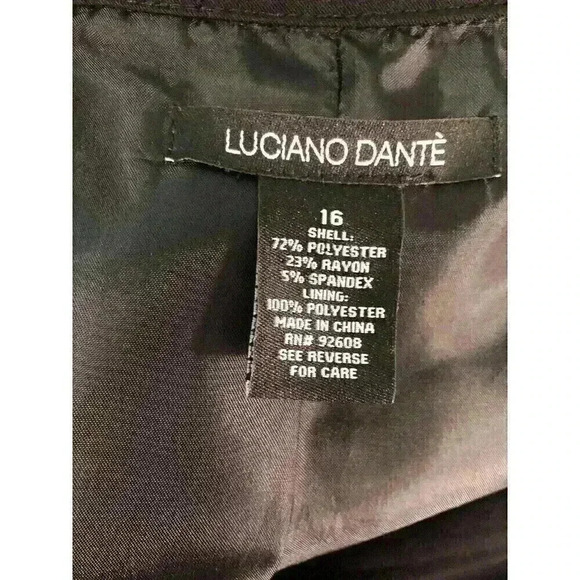 LUCIANO DANTÈ
16
SHELL:
72% POLYESTER
23% RAYON
5% SPANDEX
LINING:
100% POLYESTER
MADE IN CHINA
RN# 92608
SEE REVERSE
FOR CARE